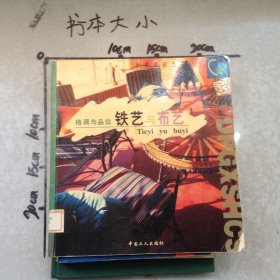 书本大小
10cm 15cm 20cm
10cm
15cm
20cm
格调与品位 铁艺与布艺
Tieyi yu buyi
DYGXSHCS
中国工人出版社